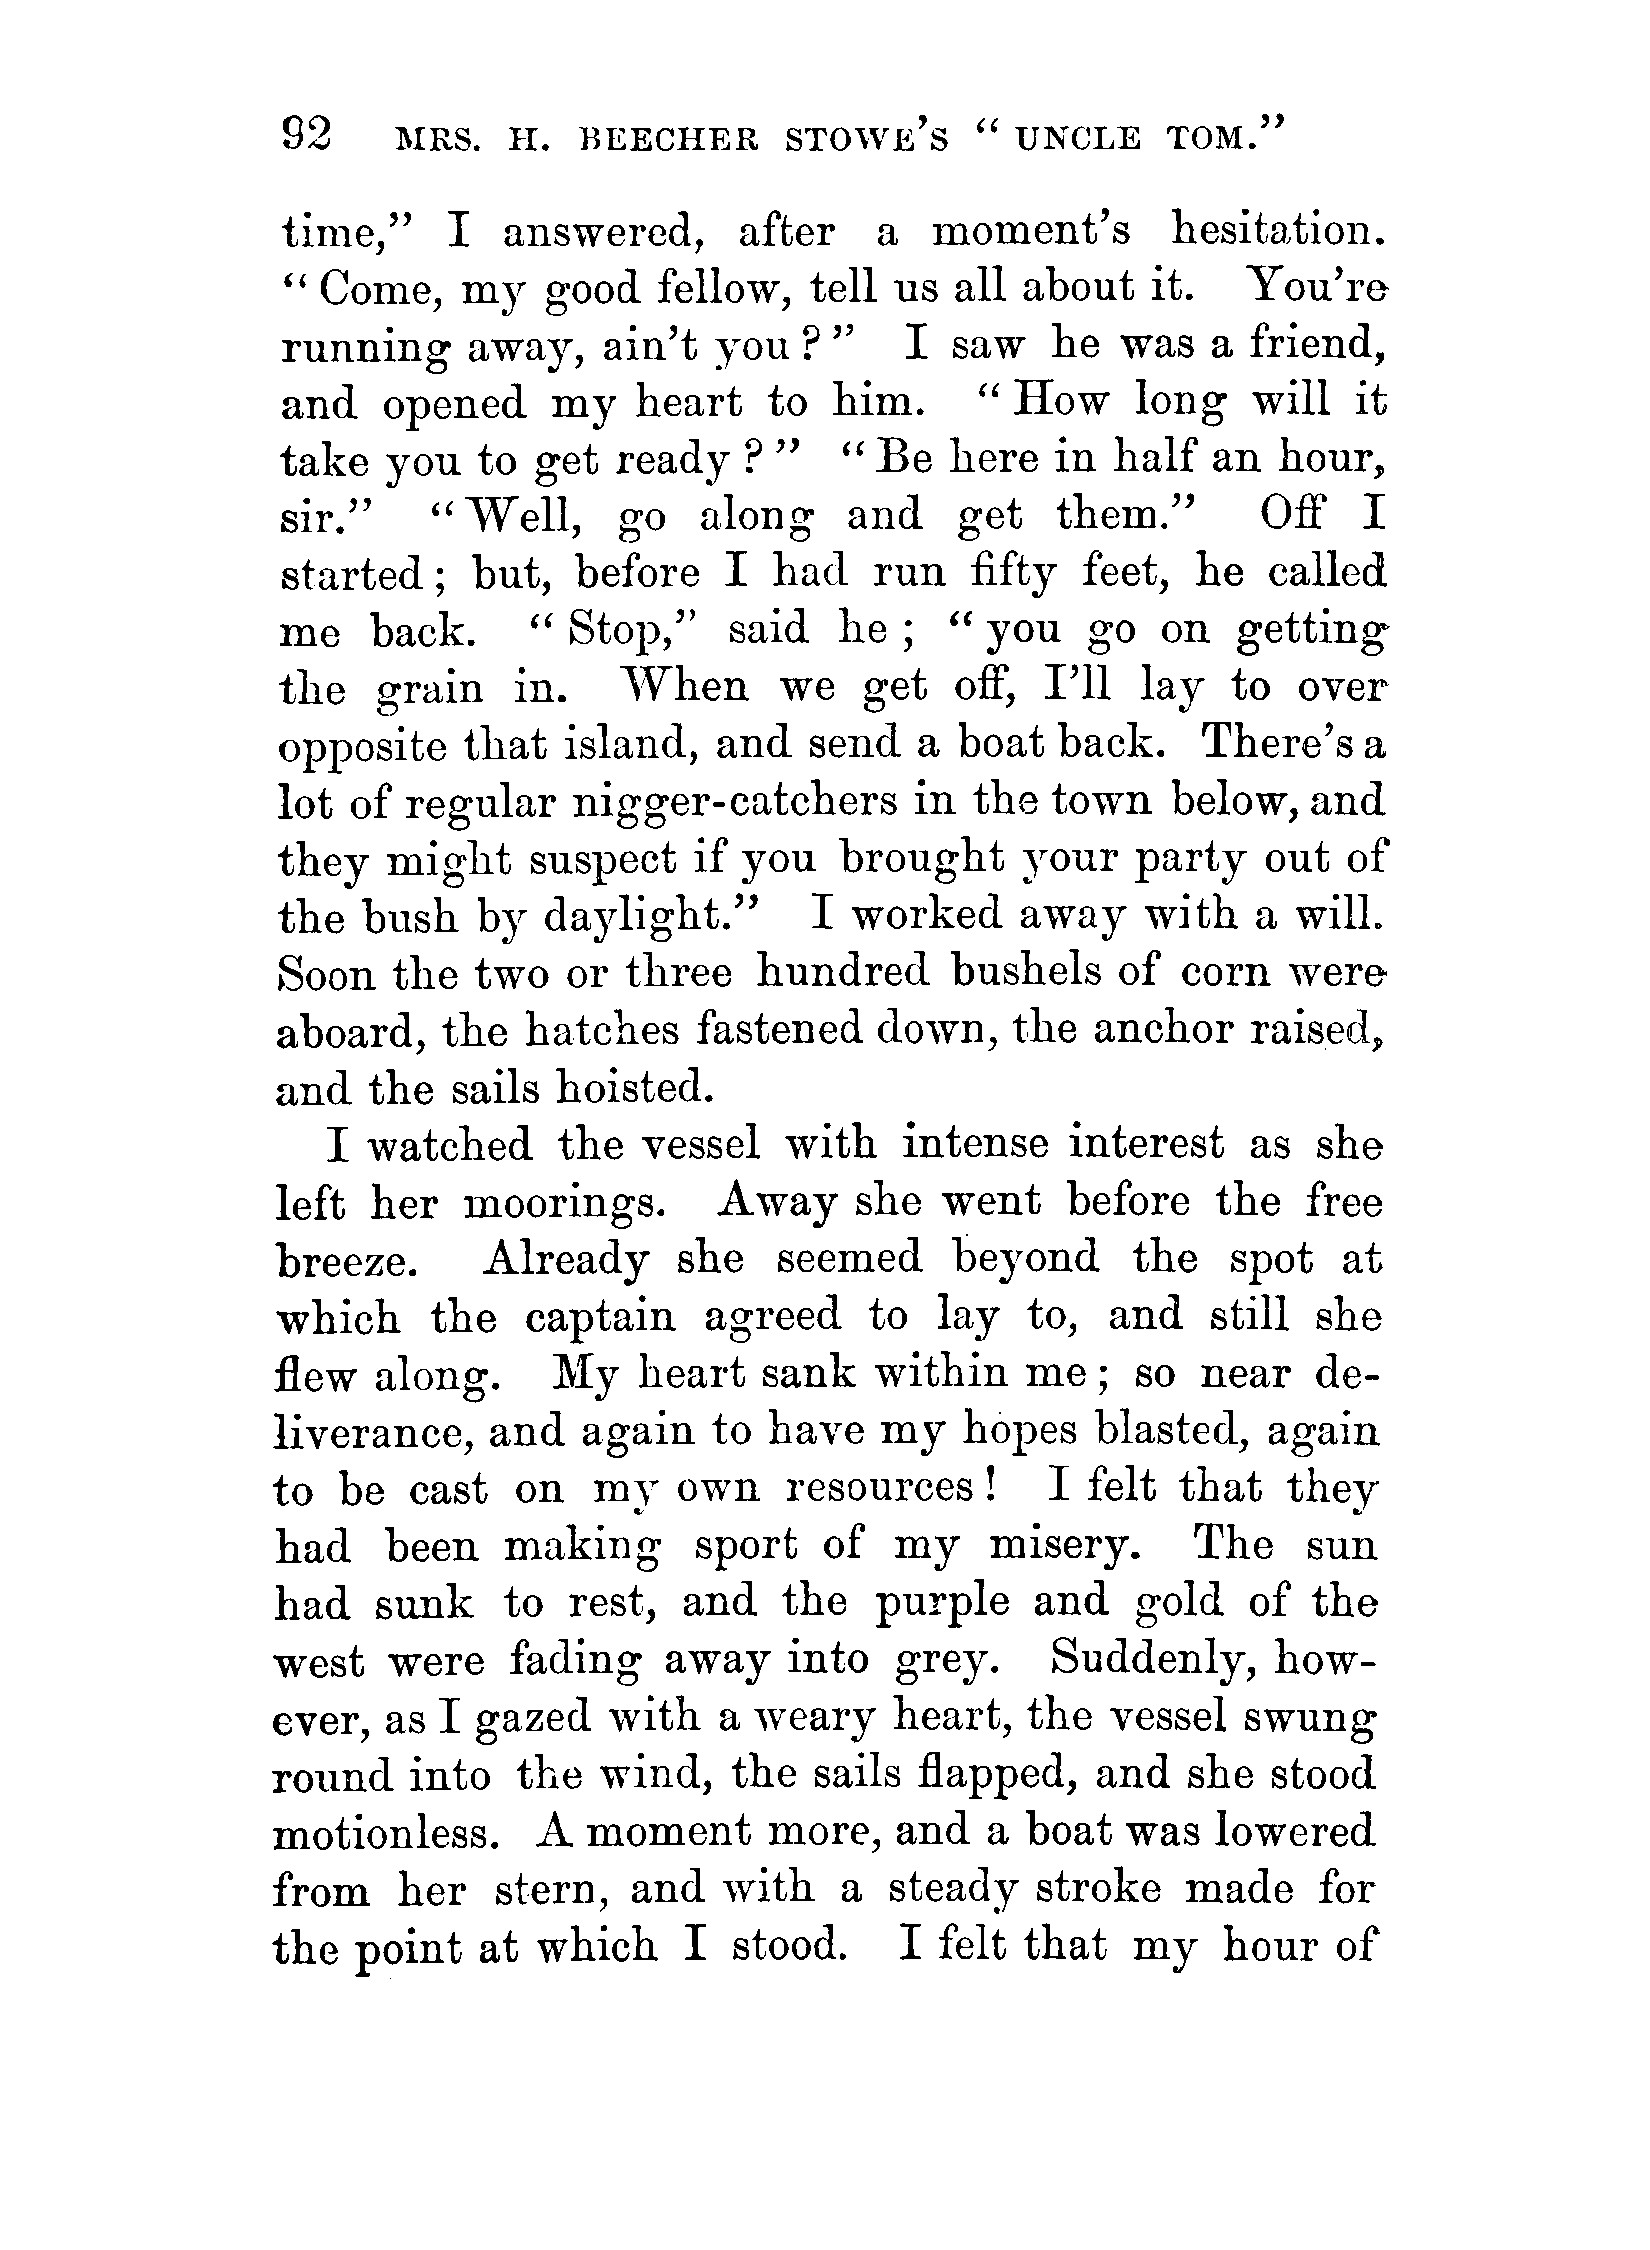 92 MRS. H. BEECHER STOWE'S “ UNCLE TOM.”
time,” I answered, after a moment's hesitation.
“ Come, my good fellow, tell us all about it. You're
running away, ain't you ? ” I saw he was a friend,
and opened my heart to him. “ How long will it
take you to get ready ? ” “ Be here in half an hour,
sir.” “ Well, go along and get them.” Off I
started ; but, before I had run fifty feet, he called
me back. “ Stop,” said he ; “ you go on getting
the grain in. When we get off, I'll lay to over
opposite that island, and send a boat back. There's a
lot of regular nigger-catchers in the town below, and
they might suspect if you brought your party out of
the bush by daylight.” I worked away with a will.
Soon the two or three hundred bushels of corn were
aboard, the hatches fastened down, the anchor raised,
and the sails hoisted.
I watched the vessel with intense interest as she
left her moorings. Away she went before the free
breeze. Already she seemed beyond the spot at
which the captain agreed to lay to, and still she
flew along. My heart sank within me ; so near de-
liverance, and again to have my hopes blasted, again
to be cast on my own resources ! I felt that they
had been making sport of my misery. The sun
had sunk to rest, and the purple and gold of the
west were fading away into grey. Suddenly, how-
ever, as I gazed with a weary heart, the vessel swung
round into the wind, the sails flapped, and she stood
motionless. A moment more, and a boat was lowered
from her stern, and with a steady stroke made for
the point at which I stood. I felt that my hour of